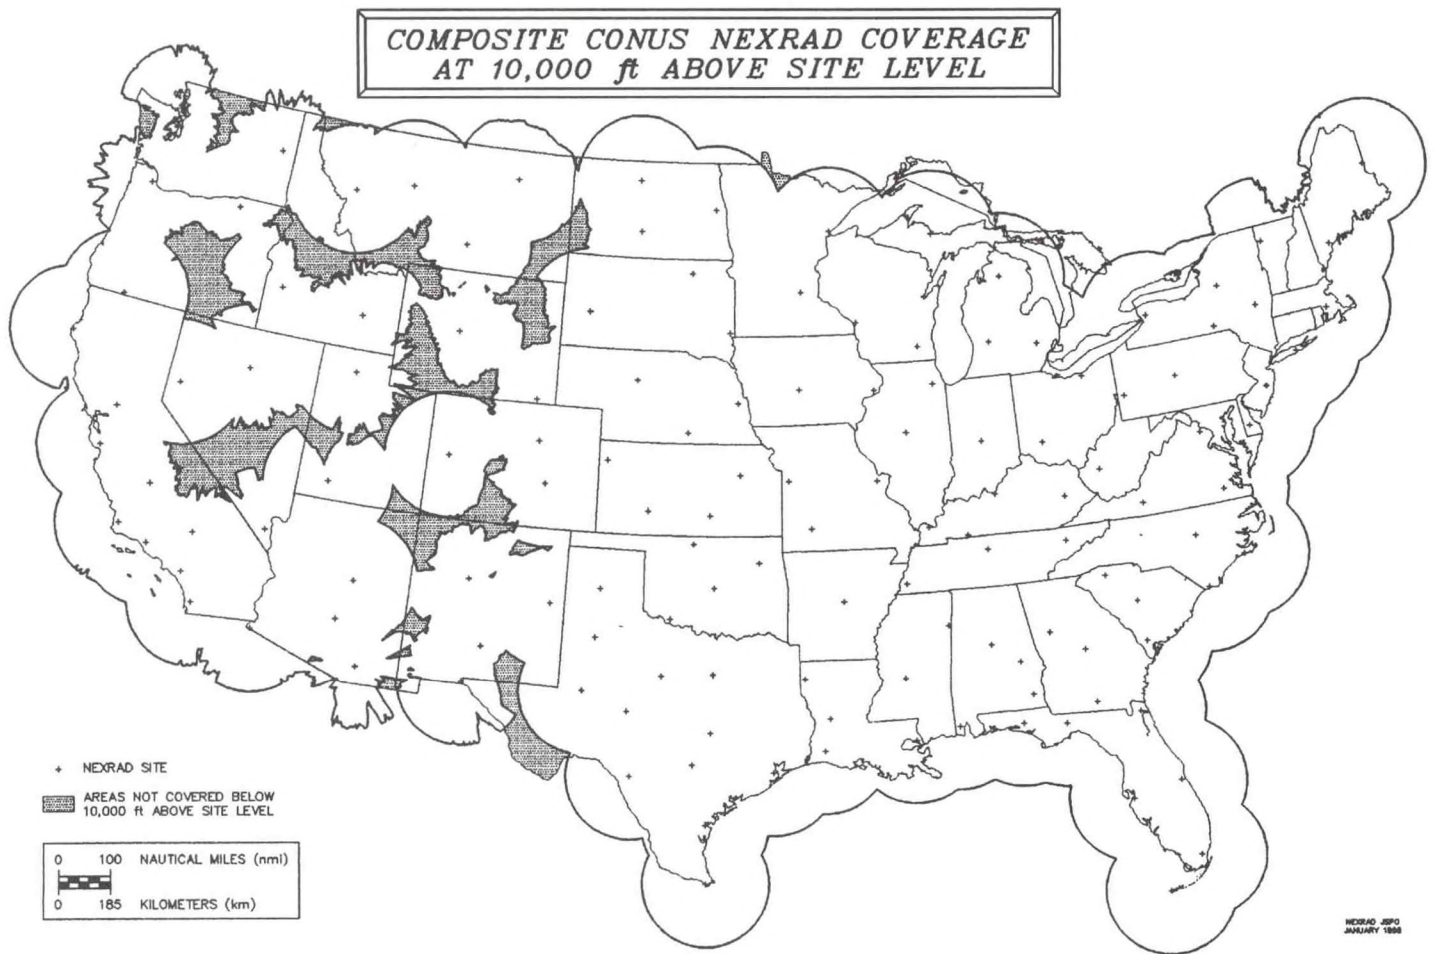 COMPOSITE CONUS NEXRAD COVERAGE
AT 10,000 ft ABOVE SITE LEVEL
+ NEXRAD SITE
AREAS NOT COVERED BELOW
10,000 ft ABOVE SITE LEVEL
0 100 NAUTICAL MILES (nmi)
0 185 KILOMETERS (km)
NEXRAD JSPO